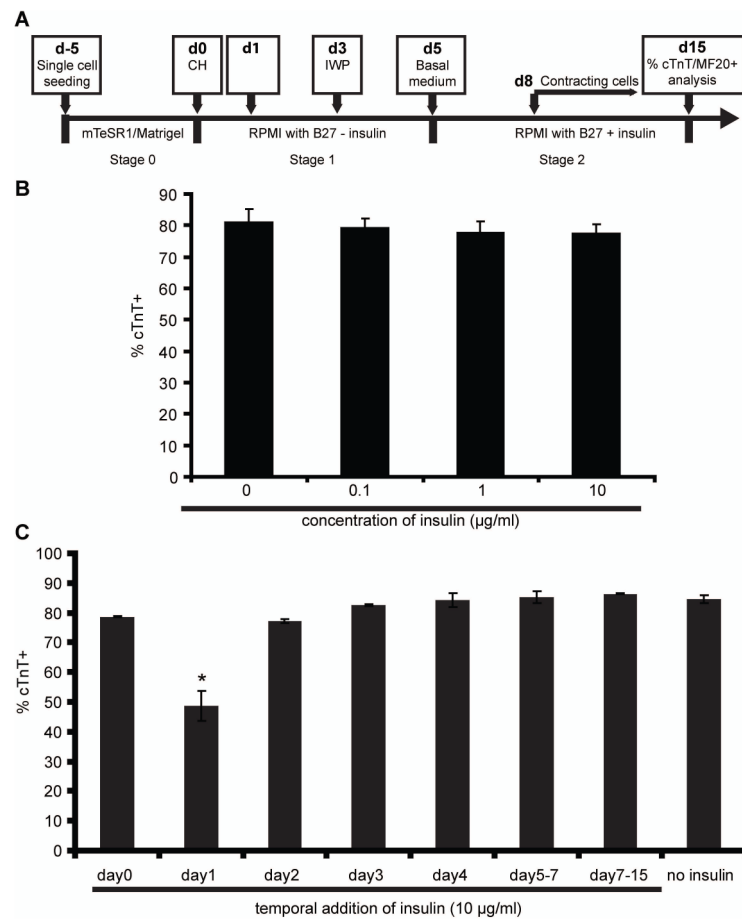 A
d-5
Single cell
seeding
d0
CH
d1
d3
IWP
d5
Basal
medium
d8
Contracting cells
d15
% cTnT/MF20+
analysis
mTeSR1/Matrigel
RPMI with B27 - insulin
RPMI with B27 + insulin
Stage 0
Stage 1
Stage 2
B
90
80
70
60
50
40
30
20
10
0
% cTnT+
0
0.1
1
10
concentration of insulin (µg/ml)
C
100
90
80
70
60
50
40
30
20
10
0
% cTnT+
*
day0
day1
day2
day3
day4
day5-7
day7-15
no insulin
temporal addition of insulin (10 µg/ml)